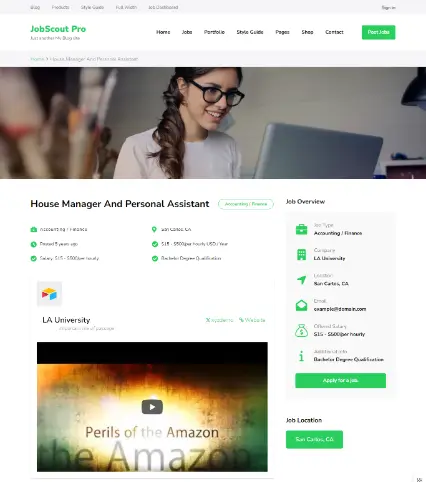 Blog Products Style Guide Full Width Job Dashboard Sign In
JobScout Pro
Just another WP Blog site
Home Jobs Portfolio Style Guide Pages Shop Contact Post Jobs
Home > House Manager And Personal Assistant
House Manager And Personal Assistant
Accounting / Finance
Accounting / Finance
San Carlos, CA
Posted 5 years ago
$15 - $500/per hourly USD / Year
Salary: $15 - $500/per hourly
Bachelor Degree Qualification
LA University
Website
Perils of the Amazon
the Amazon
Job Overview
Job Type
Accounting / Finance
Company
LA University
Location
San Carlos, CA
Email
example@domain.com
Offered Salary
$15 - $500/per hourly
Additional Info
Bachelor Degree Qualification
Apply for a job
Job Location
San Carlos, CA